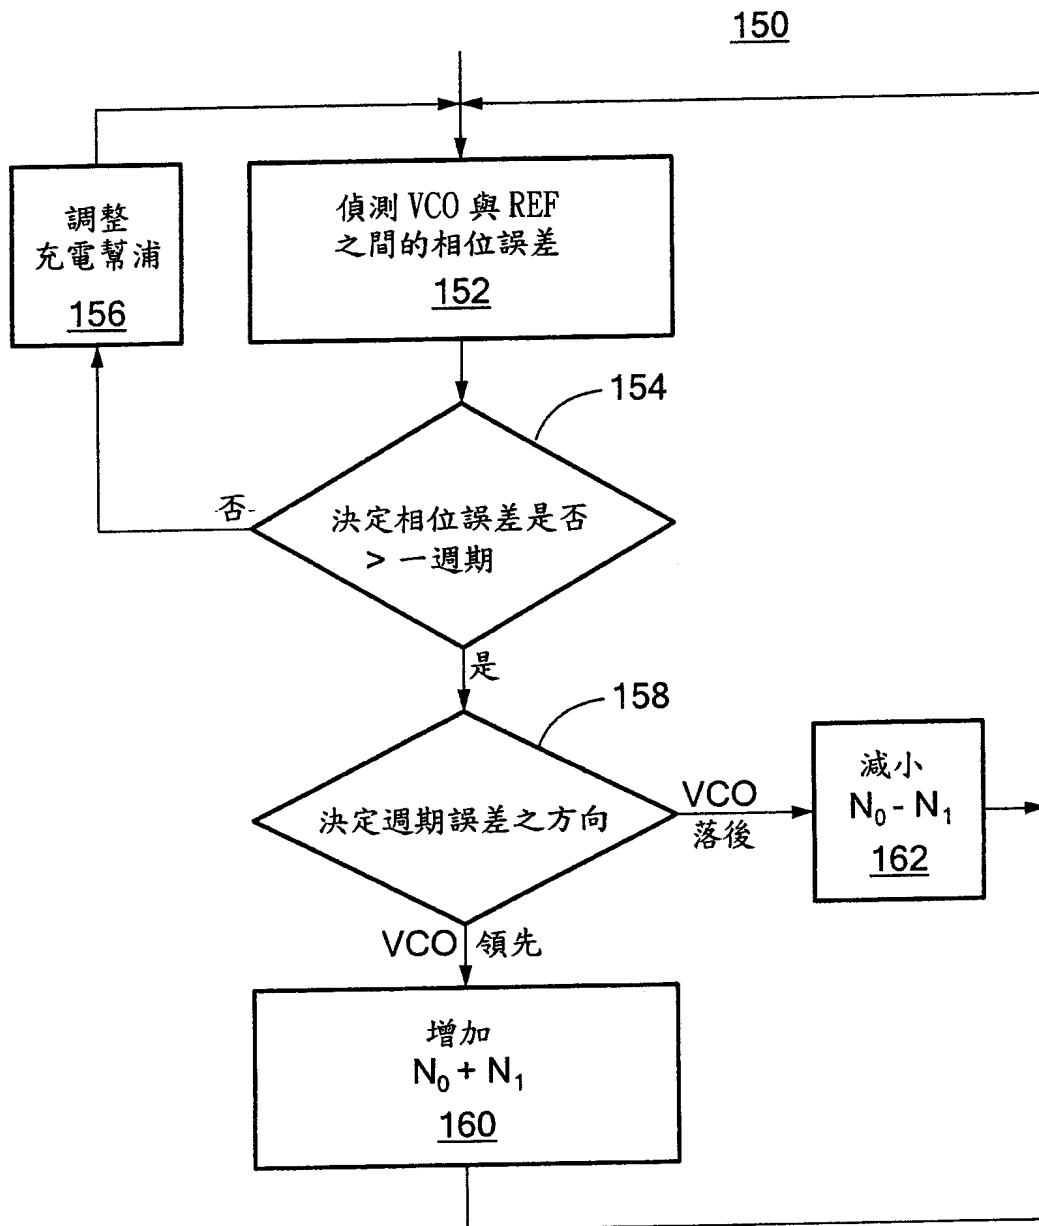 150
偵測 VCO 與 REF
之間的相位誤差
152
調整
充電幫浦
156
154
決定相位誤差是否
> 一週期
否
是
158
決定週期誤差之方向
VCO
落後
減小
N₀ - N₁
162
VCO 領先
增加
N₀ + N₁
160